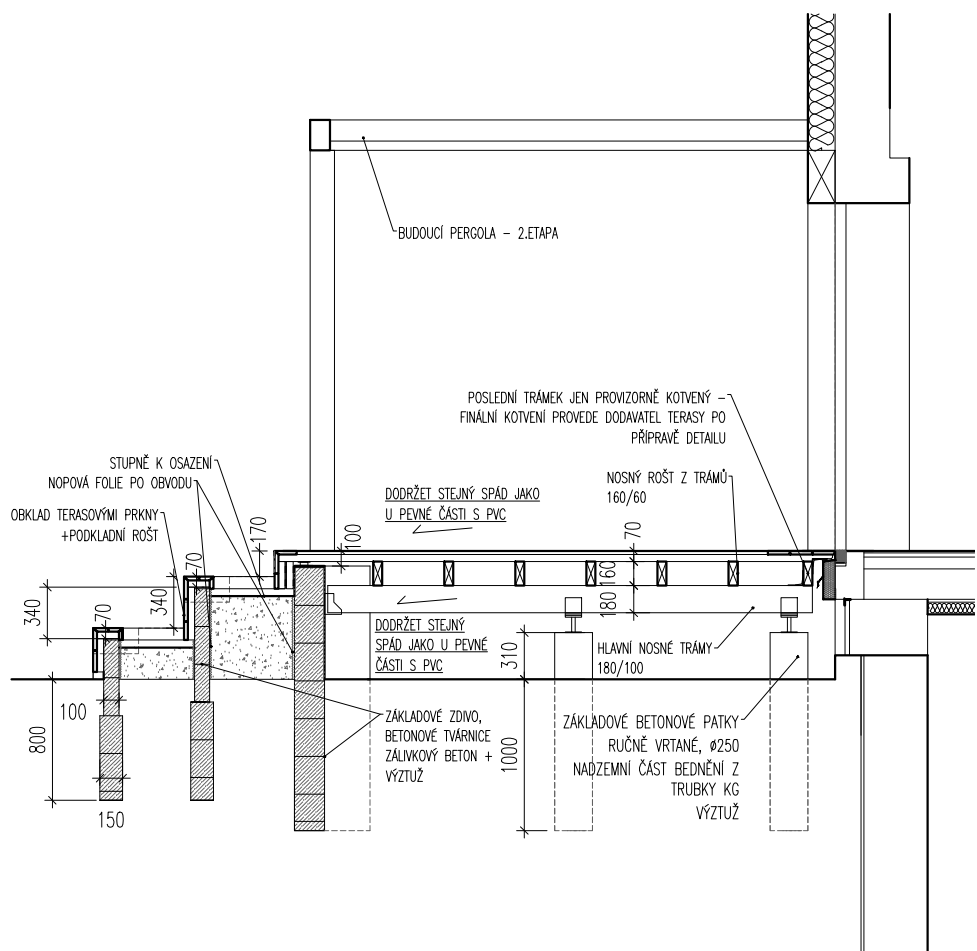 BUDOUCÍ PERGOLA – 2.ETAPA
POSLEDNÍ TRÁMEK JEN PROVIZORNĚ KOTVENÝ –
FINÁLNÍ KOTVENÍ PROVEDE DODAVATEL TERASY PO
PŘÍPRAVĚ DETAILU
STUPNĚ K OSAZENÍ
NOPOVÁ FOLIE PO OBVODU
OBKLAD TERASOVÝMI PRKNY
+PODKLADNÍ ROŠT
DODRŽET STEJNÝ SPÁD JAKO
U PEVNÉ ČÁSTI S PVC
NOSNÝ ROŠT Z TRÁMŮ
160/60
170
100
70
160
180
70
340
340
70
310
DODRŽET STEJNÝ
SPÁD JAKO U PEVNÉ
ČÁSTI S PVC
HLAVNÍ NOSNÉ TRÁMY
180/100
100
800
150
1000
ZÁKLADOVÉ ZDIVO,
BETONOVÉ TVÁRNICE
ZÁLIVKOVÝ BETON +
VÝZTUŽ
ZÁKLADOVÉ BETONOVÉ PATKY
RUČNĚ VRTANÉ, ø250
NADZEMNÍ ČÁST BEDNĚNÍ Z
TRUBKY KG
VÝZTUŽ